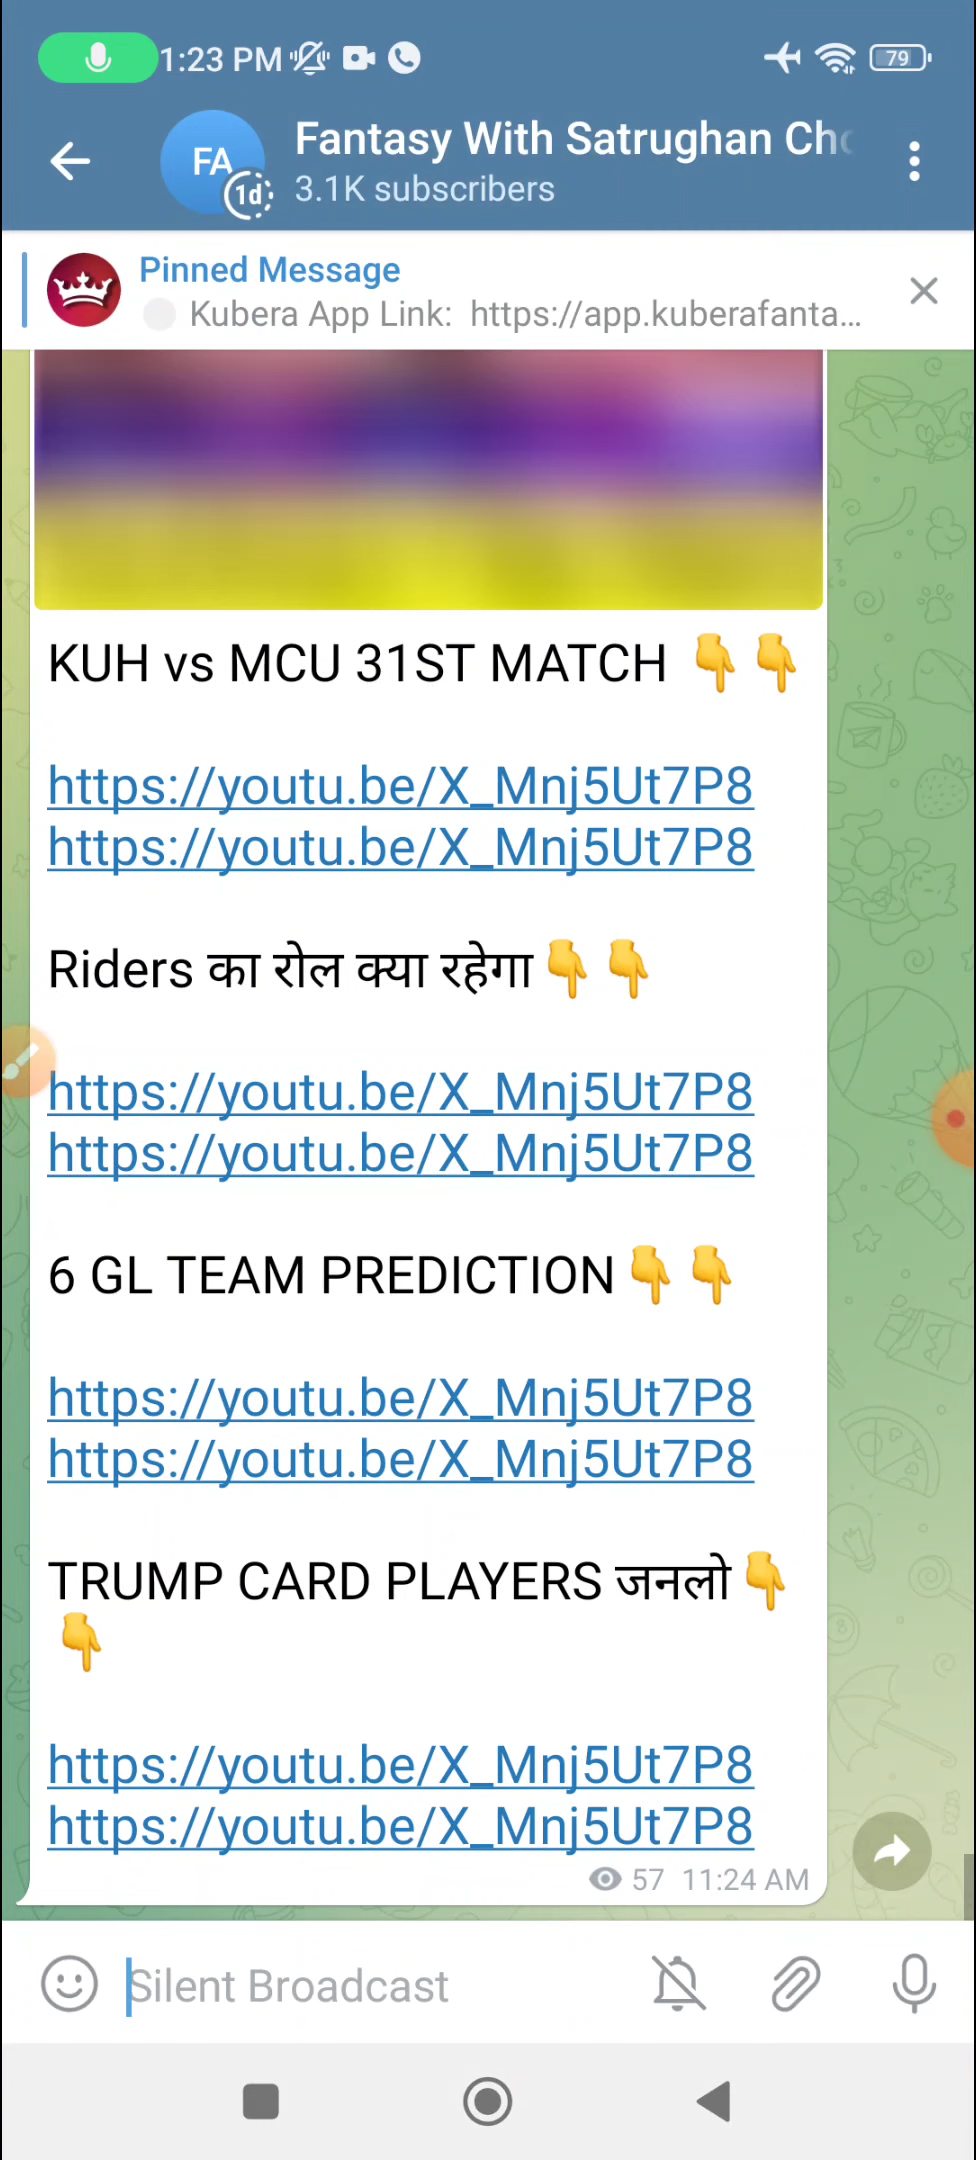 1:23 PM
79
FA
1d
Fantasy With Satrughan Ch
3.1K subscribers
Pinned Message
Kubera App Link: https://app.kuberafanta...
KUH vs MCU 31ST MATCH 👇👇
https://youtu.be/X_Mnj5Ut7P8
https://youtu.be/X_Mnj5Ut7P8
Riders का रोल क्या रहेगा👇👇
https://youtu.be/X_Mnj5Ut7P8
https://youtu.be/X_Mnj5Ut7P8
6 GL TEAM PREDICTION👇👇
https://youtu.be/X_Mnj5Ut7P8
https://youtu.be/X_Mnj5Ut7P8
TRUMP CARD PLAYERS जनलो👇
👇
https://youtu.be/X_Mnj5Ut7P8
https://youtu.be/X_Mnj5Ut7P8
57 11:24 AM
Silent Broadcast